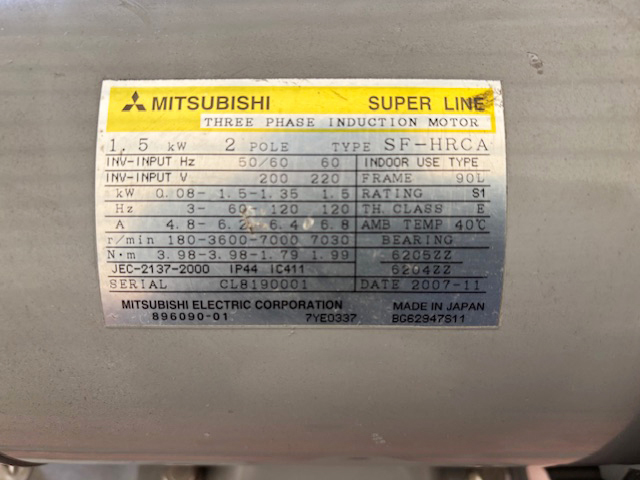 MITSUBISHI SUPER LINE
THREE PHASE INDUCTION MOTOR
1.5 kW 2 POLE TYPE SF-HRCA
INV-INPUT Hz 50/60 60 INDOOR USE TYPE
INV-INPUT V 200 220 FRAME 90L
kW 0.08- 1.5-1.35 1.5 RATING S1
Hz 3- 60- 120 120 TH.CLASS E
A 4.8- 6.2- 6.4 6.8 AMB TEMP 40℃
r/min 180-3600-7000 7030 BEARING
N·m 3.98-3.98-1.79 1.99 6205ZZ
JEC-2137-2000 IP44 IC411 6204ZZ
SERIAL CL8190001 DATE 2007-11
MITSUBISHI ELECTRIC CORPORATION MADE IN JAPAN
896090-01 7YE0337 BG62947S11